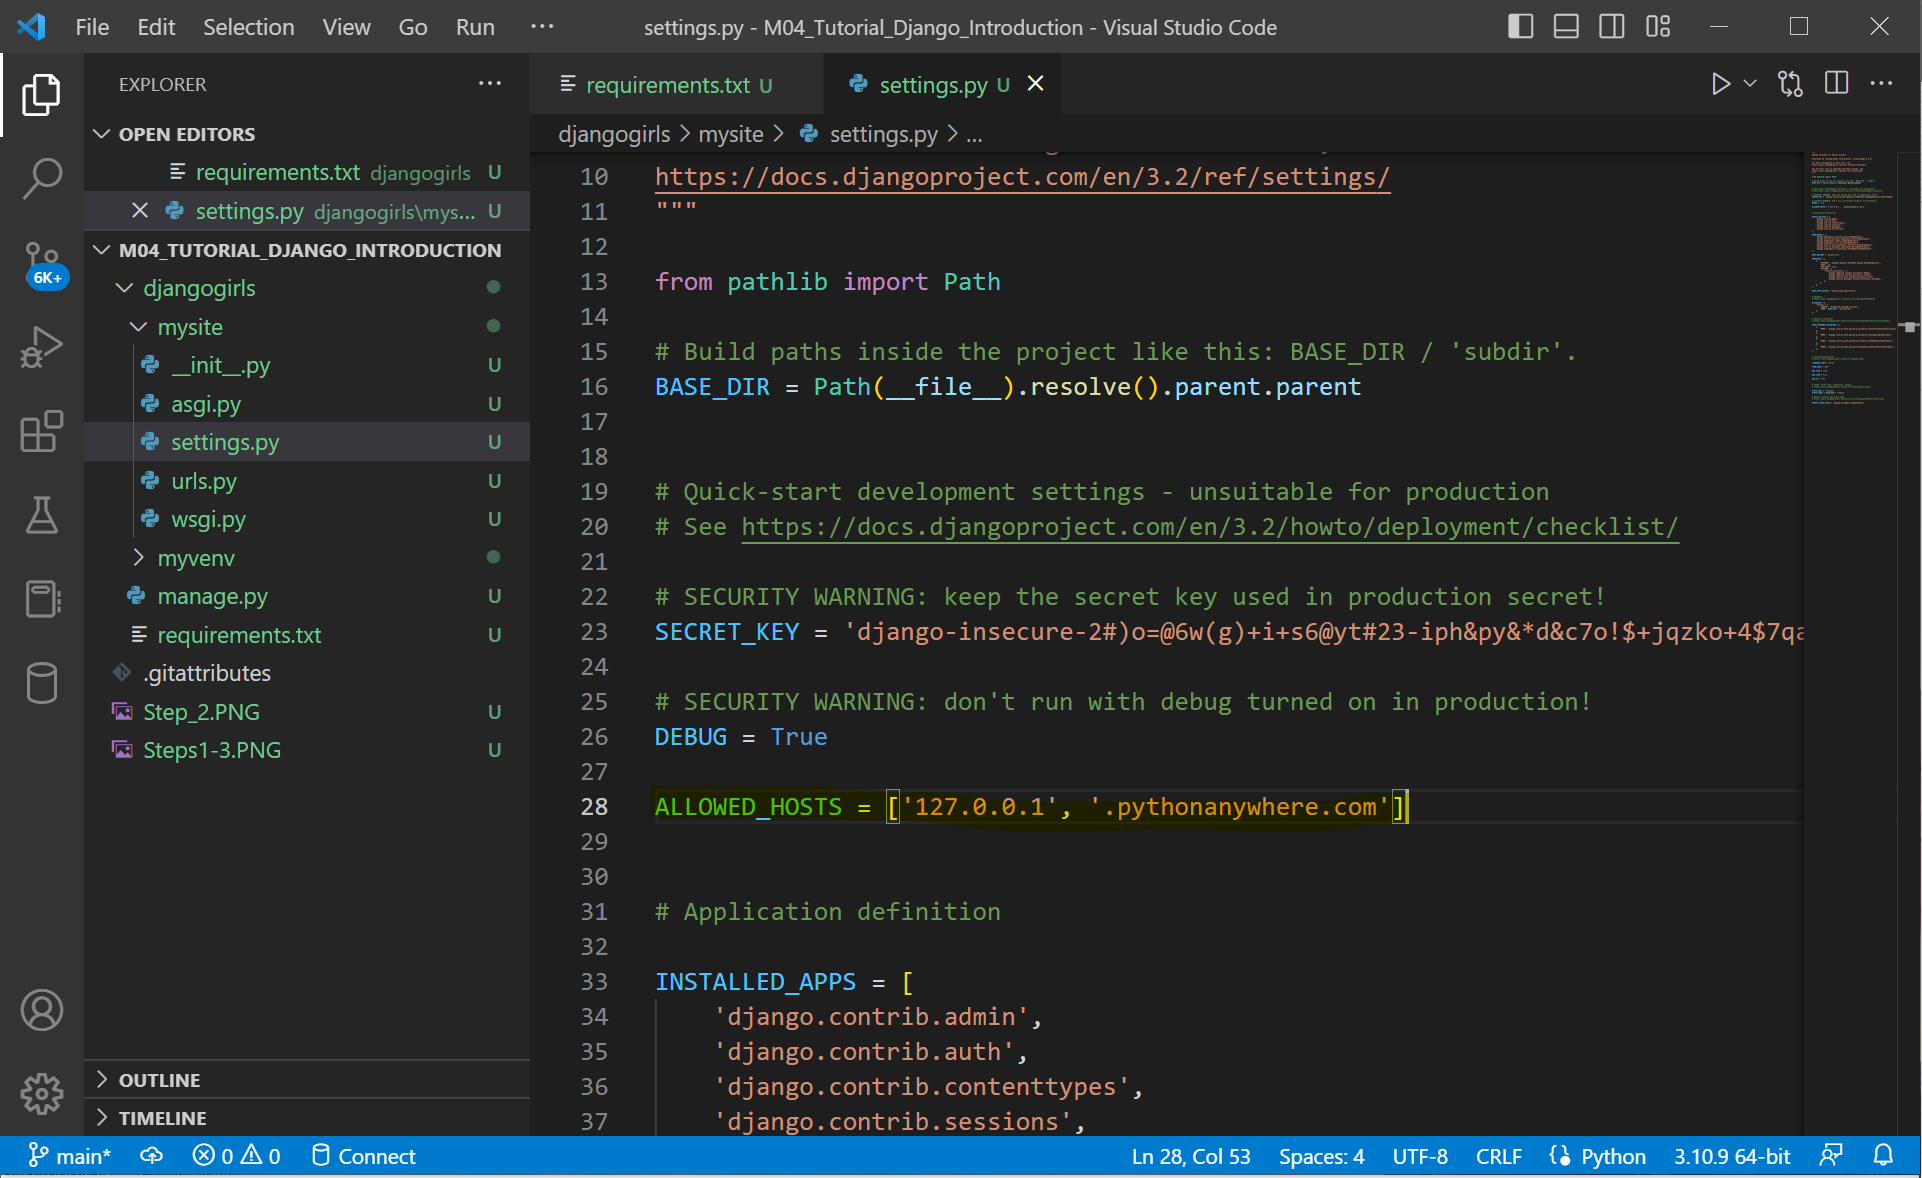 File Edit Selection View Go Run ··· settings.py - M04_Tutorial_Django_Introduction - Visual Studio Code
EXPLORER ···
OPEN EDITORS
requirements.txt djangogirls U
settings.py djangogirls\mys... U
M04_TUTORIAL_DJANGO_INTRODUCTION
djangogirls
mysite
__init__.py U
asgi.py U
settings.py U
urls.py U
wsgi.py U
myvenv
manage.py U
requirements.txt U
.gitattributes
Step_2.PNG U
Steps1-3.PNG U
OUTLINE
TIMELINE
6K+
requirements.txt U settings.py U
djangogirls > mysite > settings.py > ...
10 https://docs.djangoproject.com/en/3.2/ref/settings/
11 """
12
13 from pathlib import Path
14
15 # Build paths inside the project like this: BASE_DIR / 'subdir'.
16 BASE_DIR = Path(__file__).resolve().parent.parent
17
18
19 # Quick-start development settings - unsuitable for production
20 # See https://docs.djangoproject.com/en/3.2/howto/deployment/checklist/
21
22 # SECURITY WARNING: keep the secret key used in production secret!
23 SECRET_KEY = 'django-insecure-2#)o=@6w(g)+i+s6@yt#23-iph&py&*d&c7o!$+jqzko+4$7qa
24
25 # SECURITY WARNING: don't run with debug turned on in production!
26 DEBUG = True
27
28 ALLOWED_HOSTS = ['127.0.0.1', '.pythonanywhere.com']
29
30
31 # Application definition
32
33 INSTALLED_APPS = [
34 'django.contrib.admin',
35 'django.contrib.auth',
36 'django.contrib.contenttypes',
37 'django.contrib.sessions',
main* 0 0 Connect Ln 28, Col 53 Spaces: 4 UTF-8 CRLF Python 3.10.9 64-bit